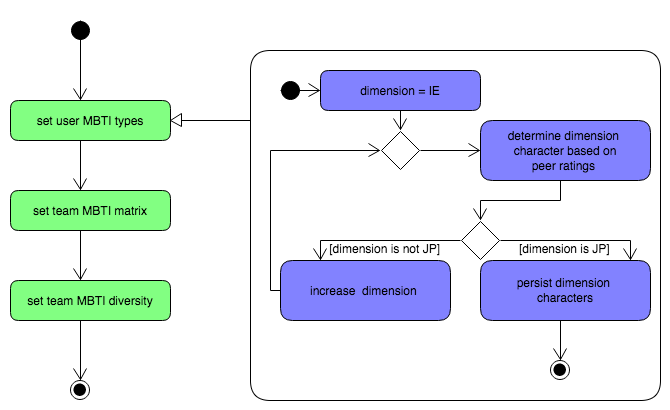 set user MBTI types
set team MBTI matrix
set team MBTI diversity
dimension = IE
determine dimension
character based on
peer ratings
[dimension is not JP]
[dimension is JP]
increase  dimension
persist dimension
characters